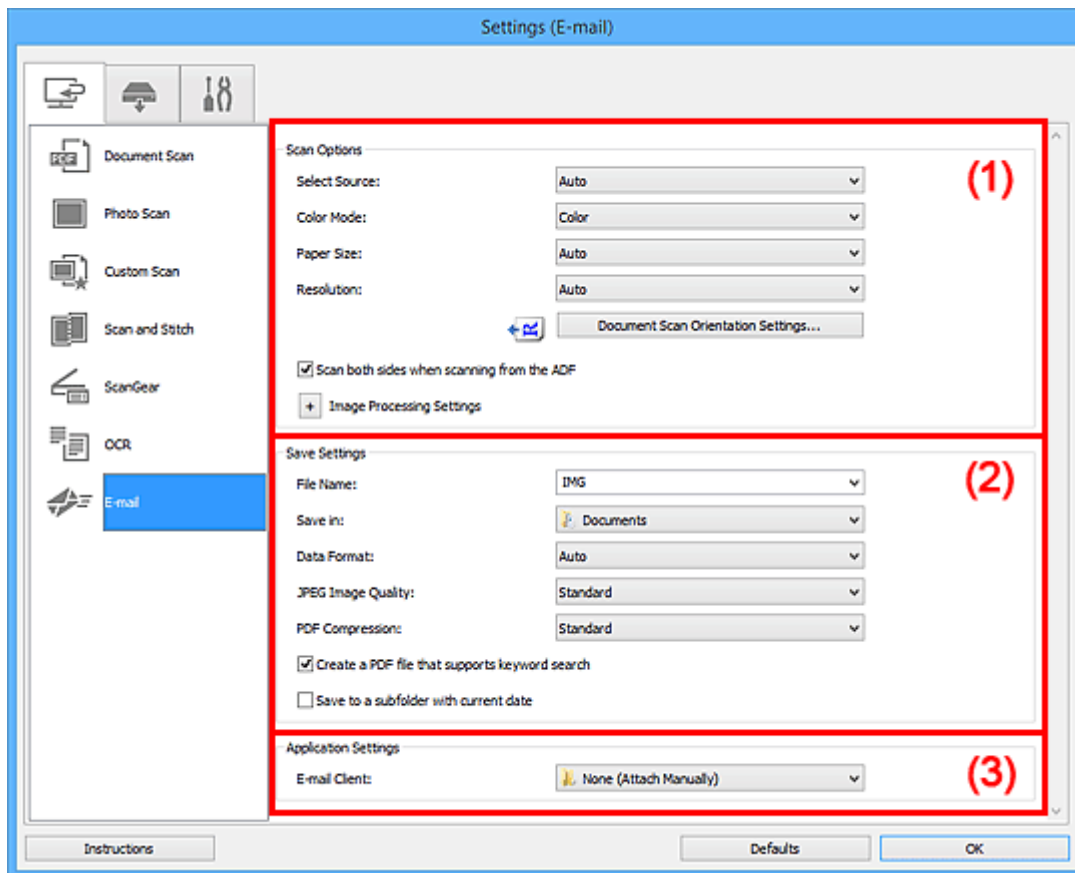 Settings (E-mail)
Document Scan
Photo Scan
Custom Scan
Scan and Stitch
ScanGear
OCR
E-mail
Scan Options
(1)
Select Source: Auto
Color Mode: Color
Paper Size: Auto
Resolution: Auto
Document Scan Orientation Settings...
Scan both sides when scanning from the ADF
+ Image Processing Settings
Save Settings
(2)
File Name: IMG
Save in: Documents
Data Format: Auto
JPEG Image Quality: Standard
PDF Compression: Standard
Create a PDF file that supports keyword search
Save to a subfolder with current date
Application Settings
(3)
E-mail Client: None (Attach Manually)
Instructions
Defaults
OK